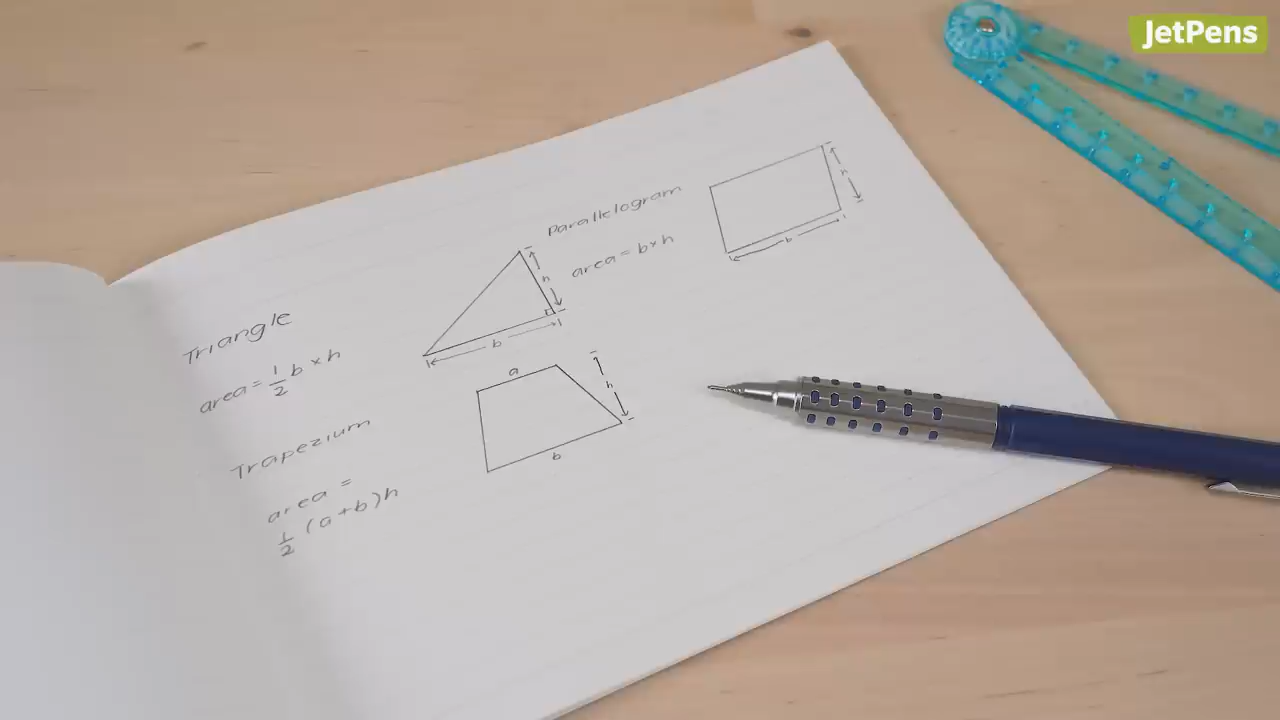 JetPens
Parallelogram
area = b×h
h
b
Triangle
area = 1/2 b × h
h
b
Trapezium
area =
1/2 (a+b)h
a
h
b